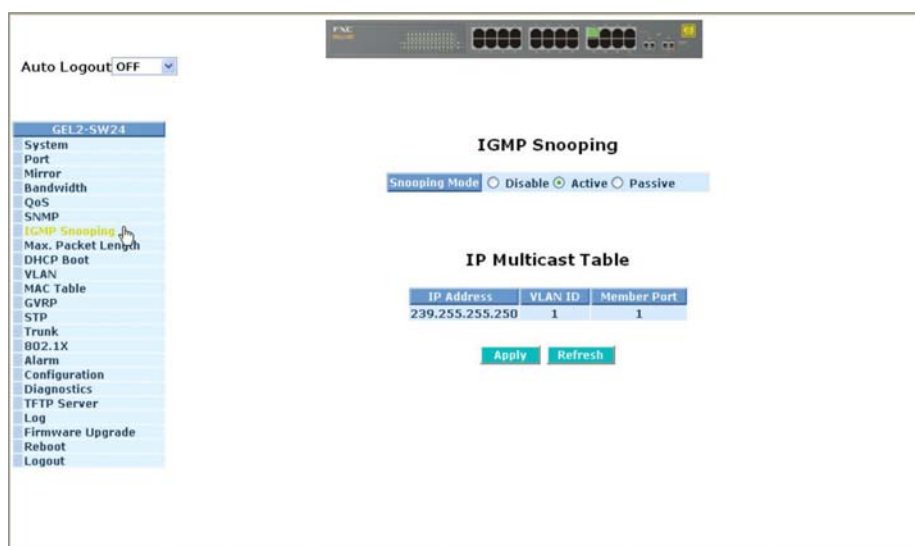 Auto Logout OFF
GEL2-SW24
System
Port
Mirror
Bandwidth
QoS
SNMP
IGMP Snooping
Max. Packet Length
DHCP Boot
VLAN
MAC Table
GVRP
STP
Trunk
802.1X
Alarm
Configuration
Diagnostics
TFTP Server
Log
Firmware Upgrade
Reboot
Logout
IGMP Snooping
Snooping Mode Disable Active Passive
IP Multicast Table
IP Address VLAN ID Member Port
239.255.255.250 1 1
Apply Refresh